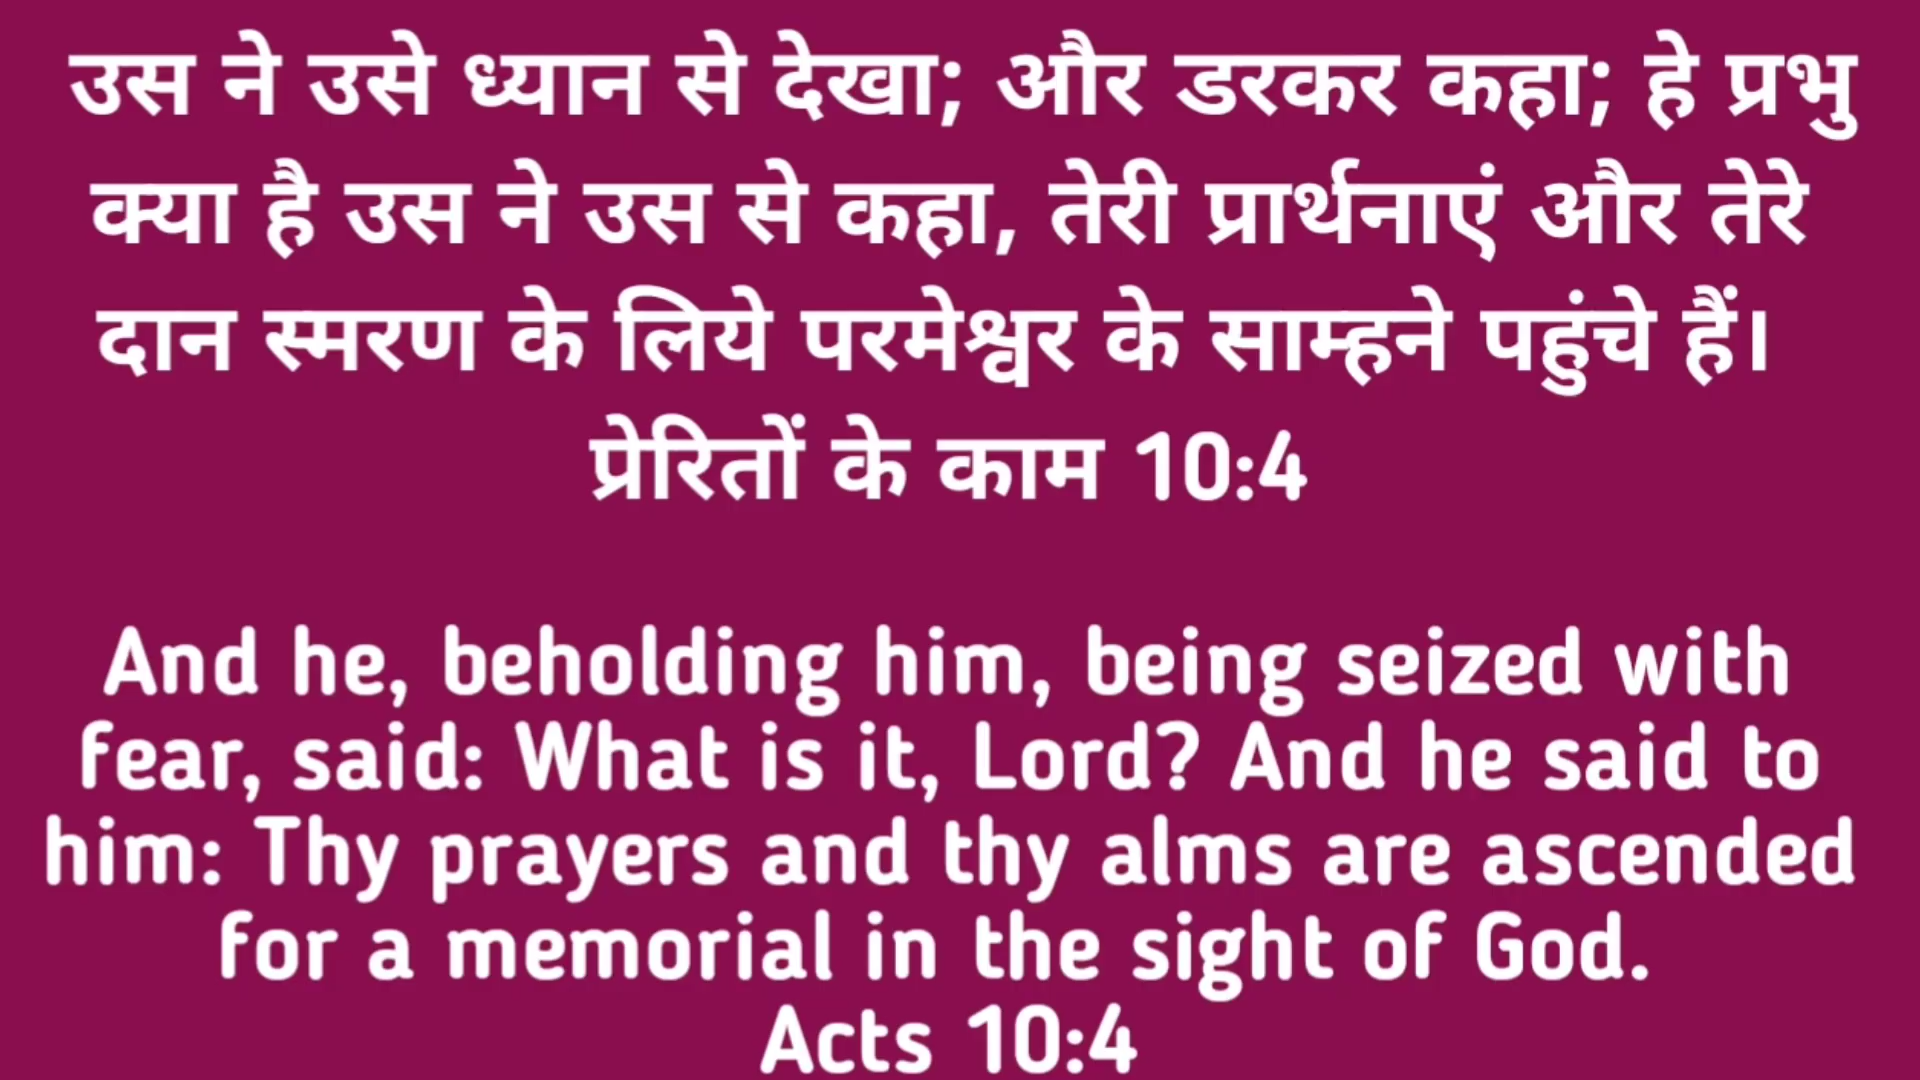 उस ने उसे ध्यान से देखा; और डरकर कहा; हे प्रभु
क्या है उस ने उस से कहा, तेरी प्रार्थनाएं और तेरे
दान स्मरण के लिये परमेश्वर के साम्हने पहुंचे हैं।
प्रेरितों के काम 10:4
And he, beholding him, being seized with
fear, said: What is it, Lord? And he said to
him: Thy prayers and thy alms are ascended
for a memorial in the sight of God.
Acts 10:4